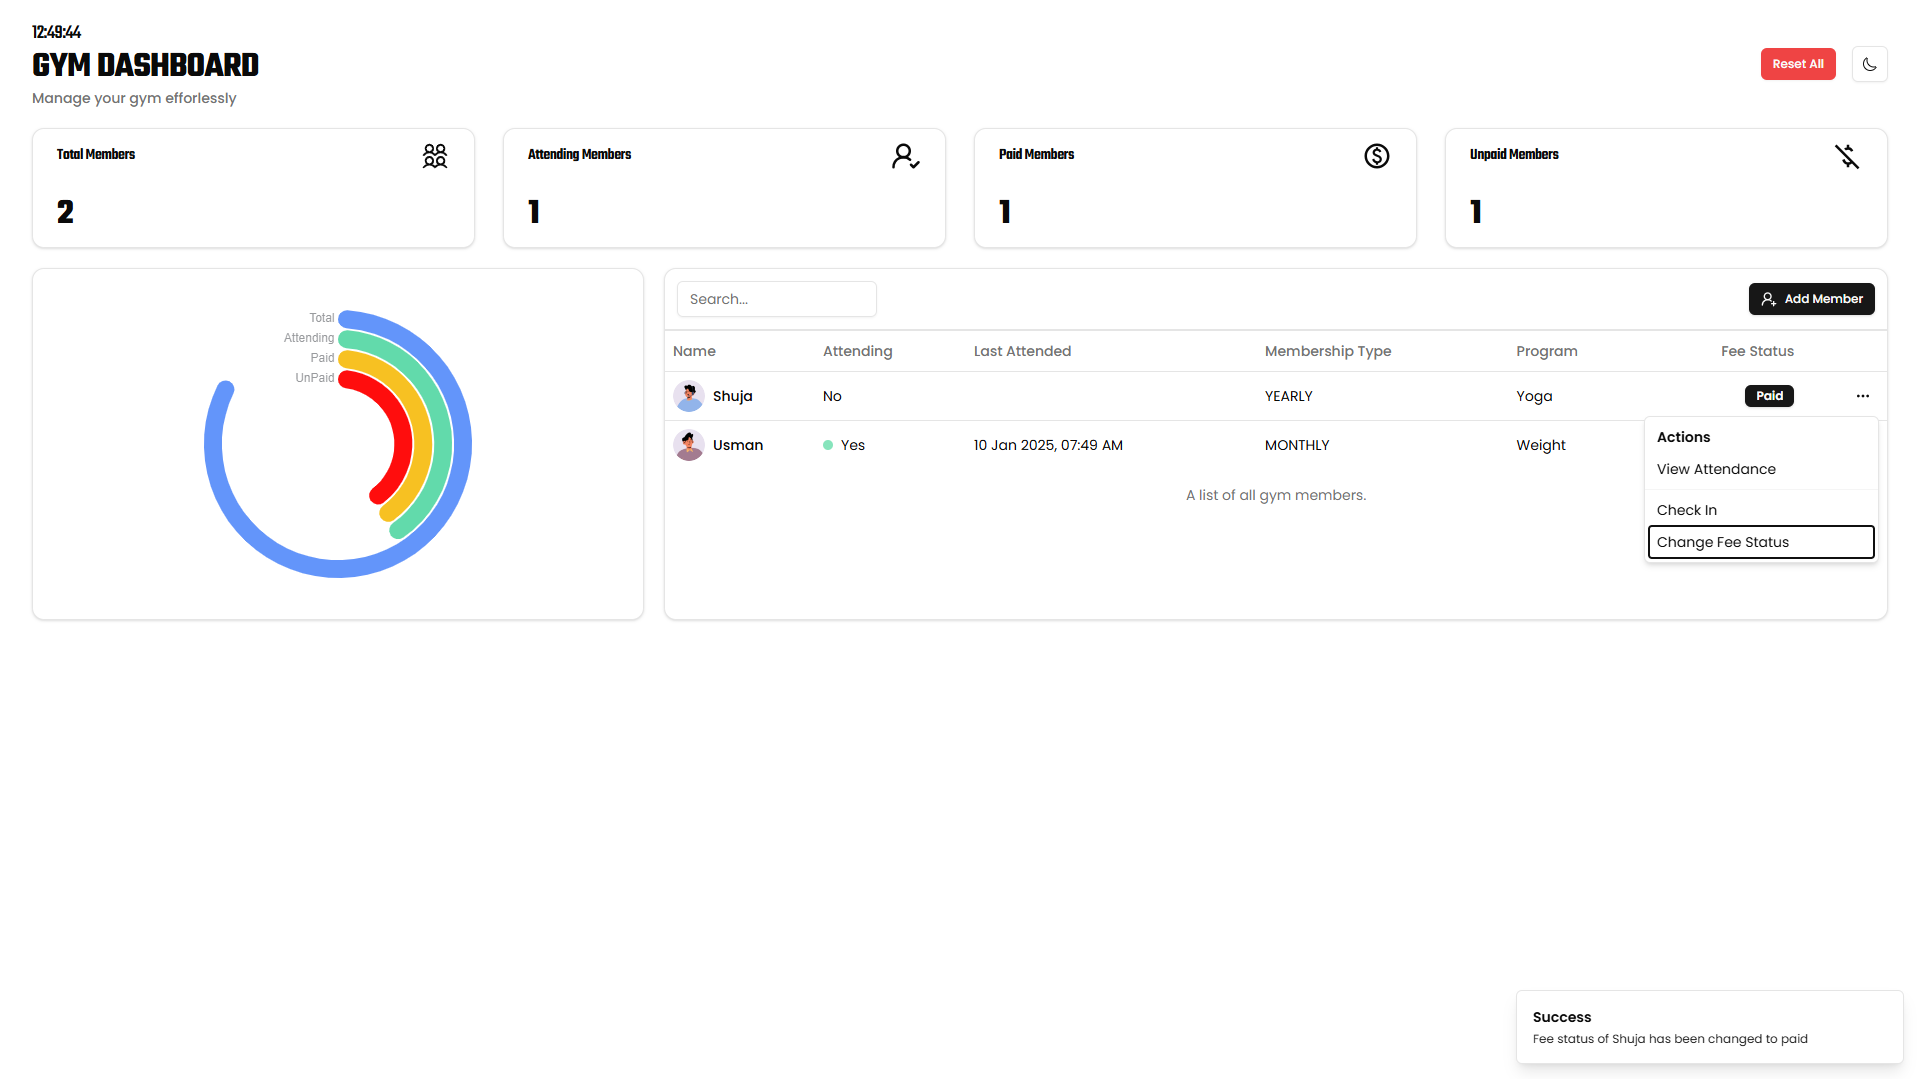 12:49:44
GYM DASHBOARD
Manage your gym efforlessly
Reset All
Total Members
2
Attending Members
1
Paid Members
1
Unpaid Members
1
Total
Attending
Paid
UnPaid
Search...
Add Member
Name Attending Last Attended Membership Type Program Fee Status
Shuja No YEARLY Yoga Paid
Usman Yes 10 Jan 2025, 07:49 AM MONTHLY Weight
A list of all gym members.
Actions
View Attendance
Check In
Change Fee Status
Success
Fee status of Shuja has been changed to paid